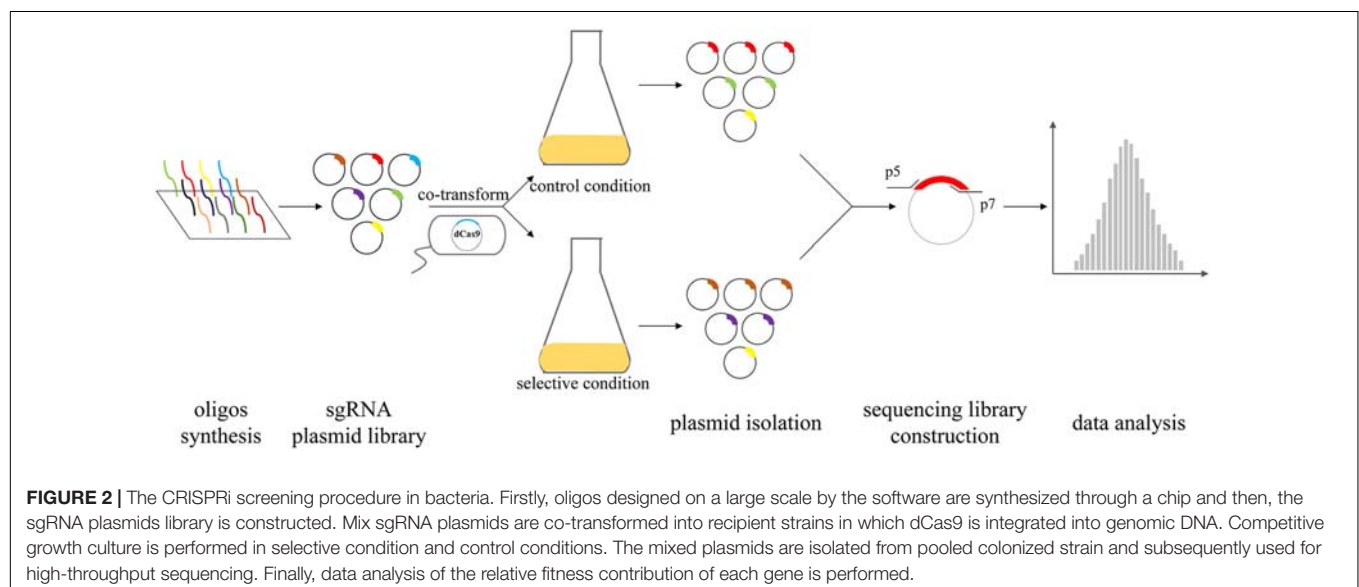 co-transform
dCas9
control condition
selective condition
p5
p7
oligos
synthesis
sgRNA
plasmid library
plasmid isolation
sequencing library
construction
data analysis
FIGURE 2 | The CRISPRi screening procedure in bacteria. Firstly, oligos designed on a large scale by the software are synthesized through a chip and then, the
sgRNA plasmids library is constructed. Mix sgRNA plasmids are co-transformed into recipient strains in which dCas9 is integrated into genomic DNA. Competitive
growth culture is performed in selective condition and control conditions. The mixed plasmids are isolated from pooled colonized strain and subsequently used for
high-throughput sequencing. Finally, data analysis of the relative fitness contribution of each gene is performed.